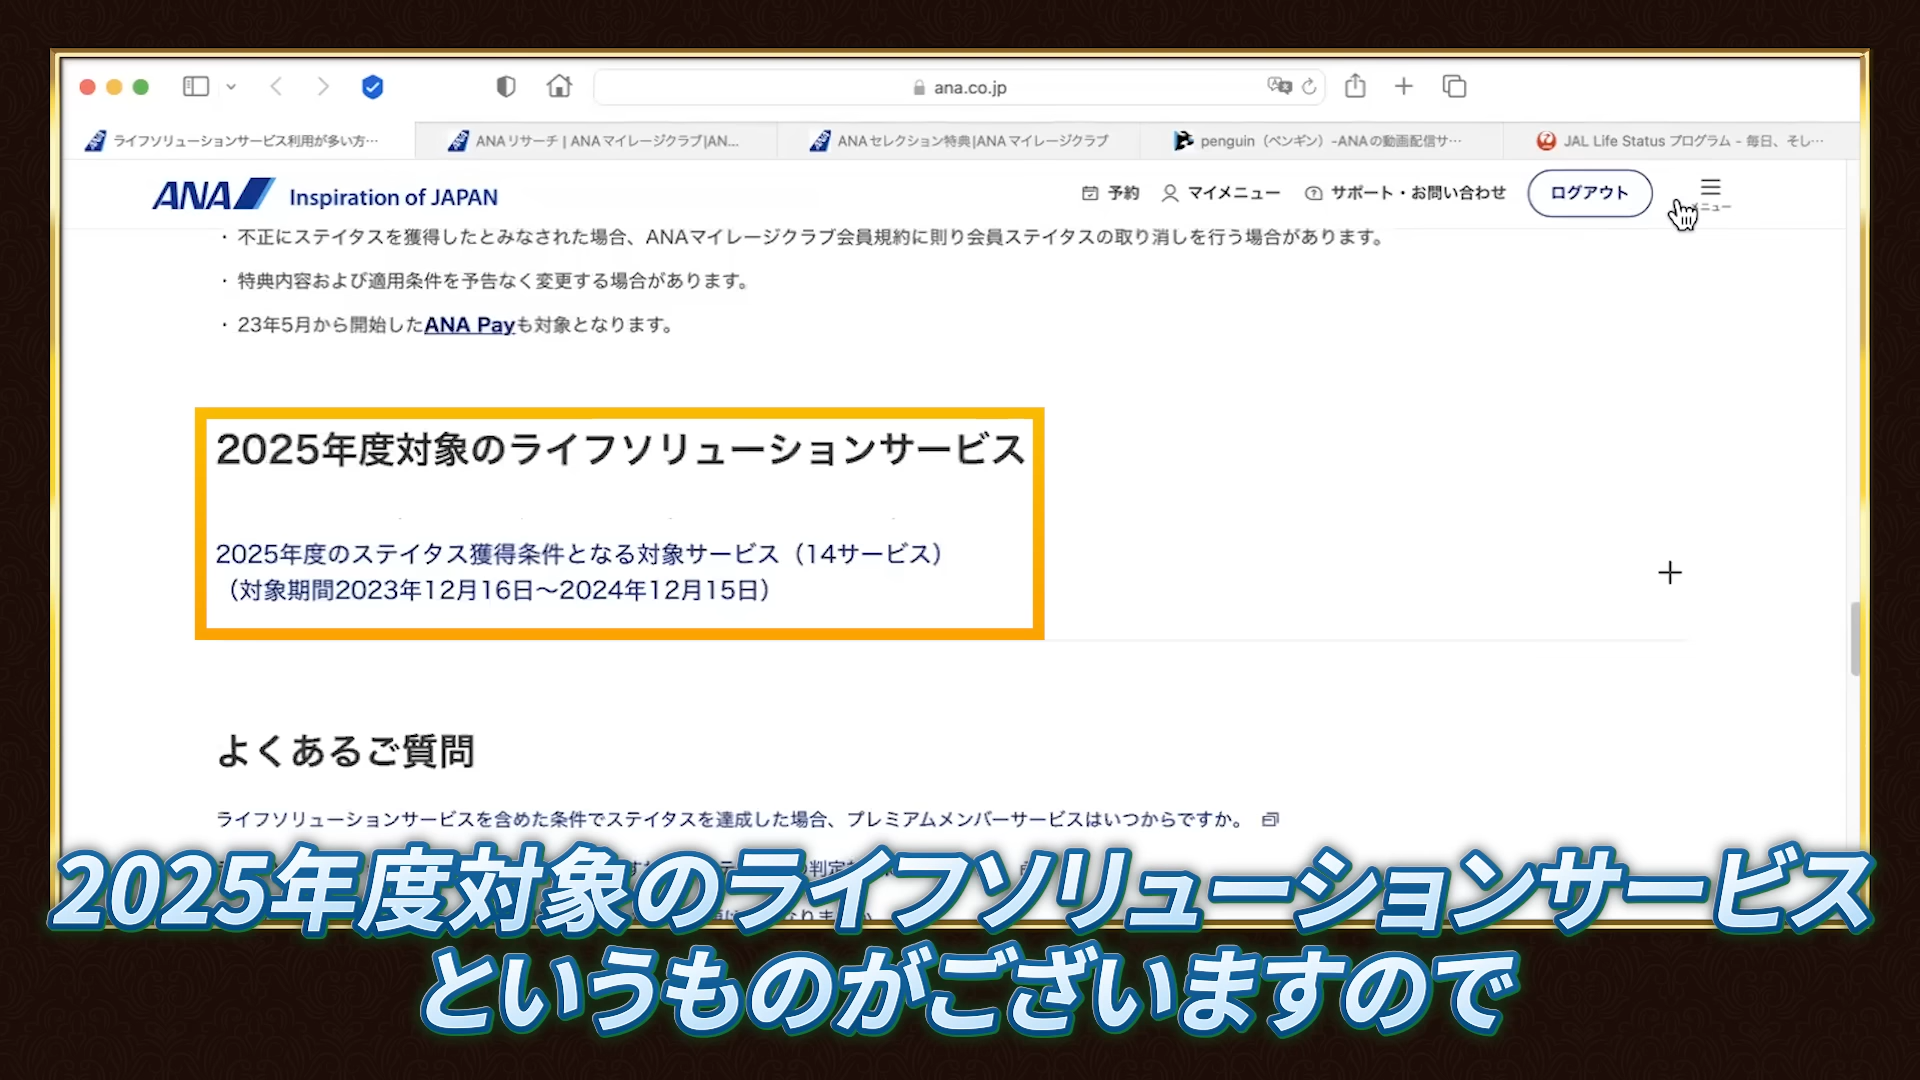 ana.co.jp
ライフソリューションサービス利用が多い方…
ANA リサーチ | ANA マイレージクラブ|AN...
ANA セレクション特典|ANA マイレージクラブ
penguin（ペンギン）-ANAの動画配信サ…
JAL Life Status プログラム - 毎日、そし…
ANA Inspiration of JAPAN
予約
マイメニュー
サポート・お問い合わせ
ログアウト
ニュー
・ 不正にステイタスを獲得したとみなされた場合、ANAマイレージクラブ会員規約に則り会員ステイタスの取り消しを行う場合があります。
・ 特典内容および適用条件を予告なく変更する場合があります。
・ 23年5月から開始したANA Payも対象となります。
2025年度対象のライフソリューションサービス
2025年度のステイタス獲得条件となる対象サービス（14サービス）
（対象期間2023年12月16日〜2024年12月15日）
よくあるご質問
ライフソリューションサービスを含めた条件でステイタスを達成した場合、プレミアムメンバーサービスはいつからですか。
2025年度対象のライフソリューションサービス
というものがございますので